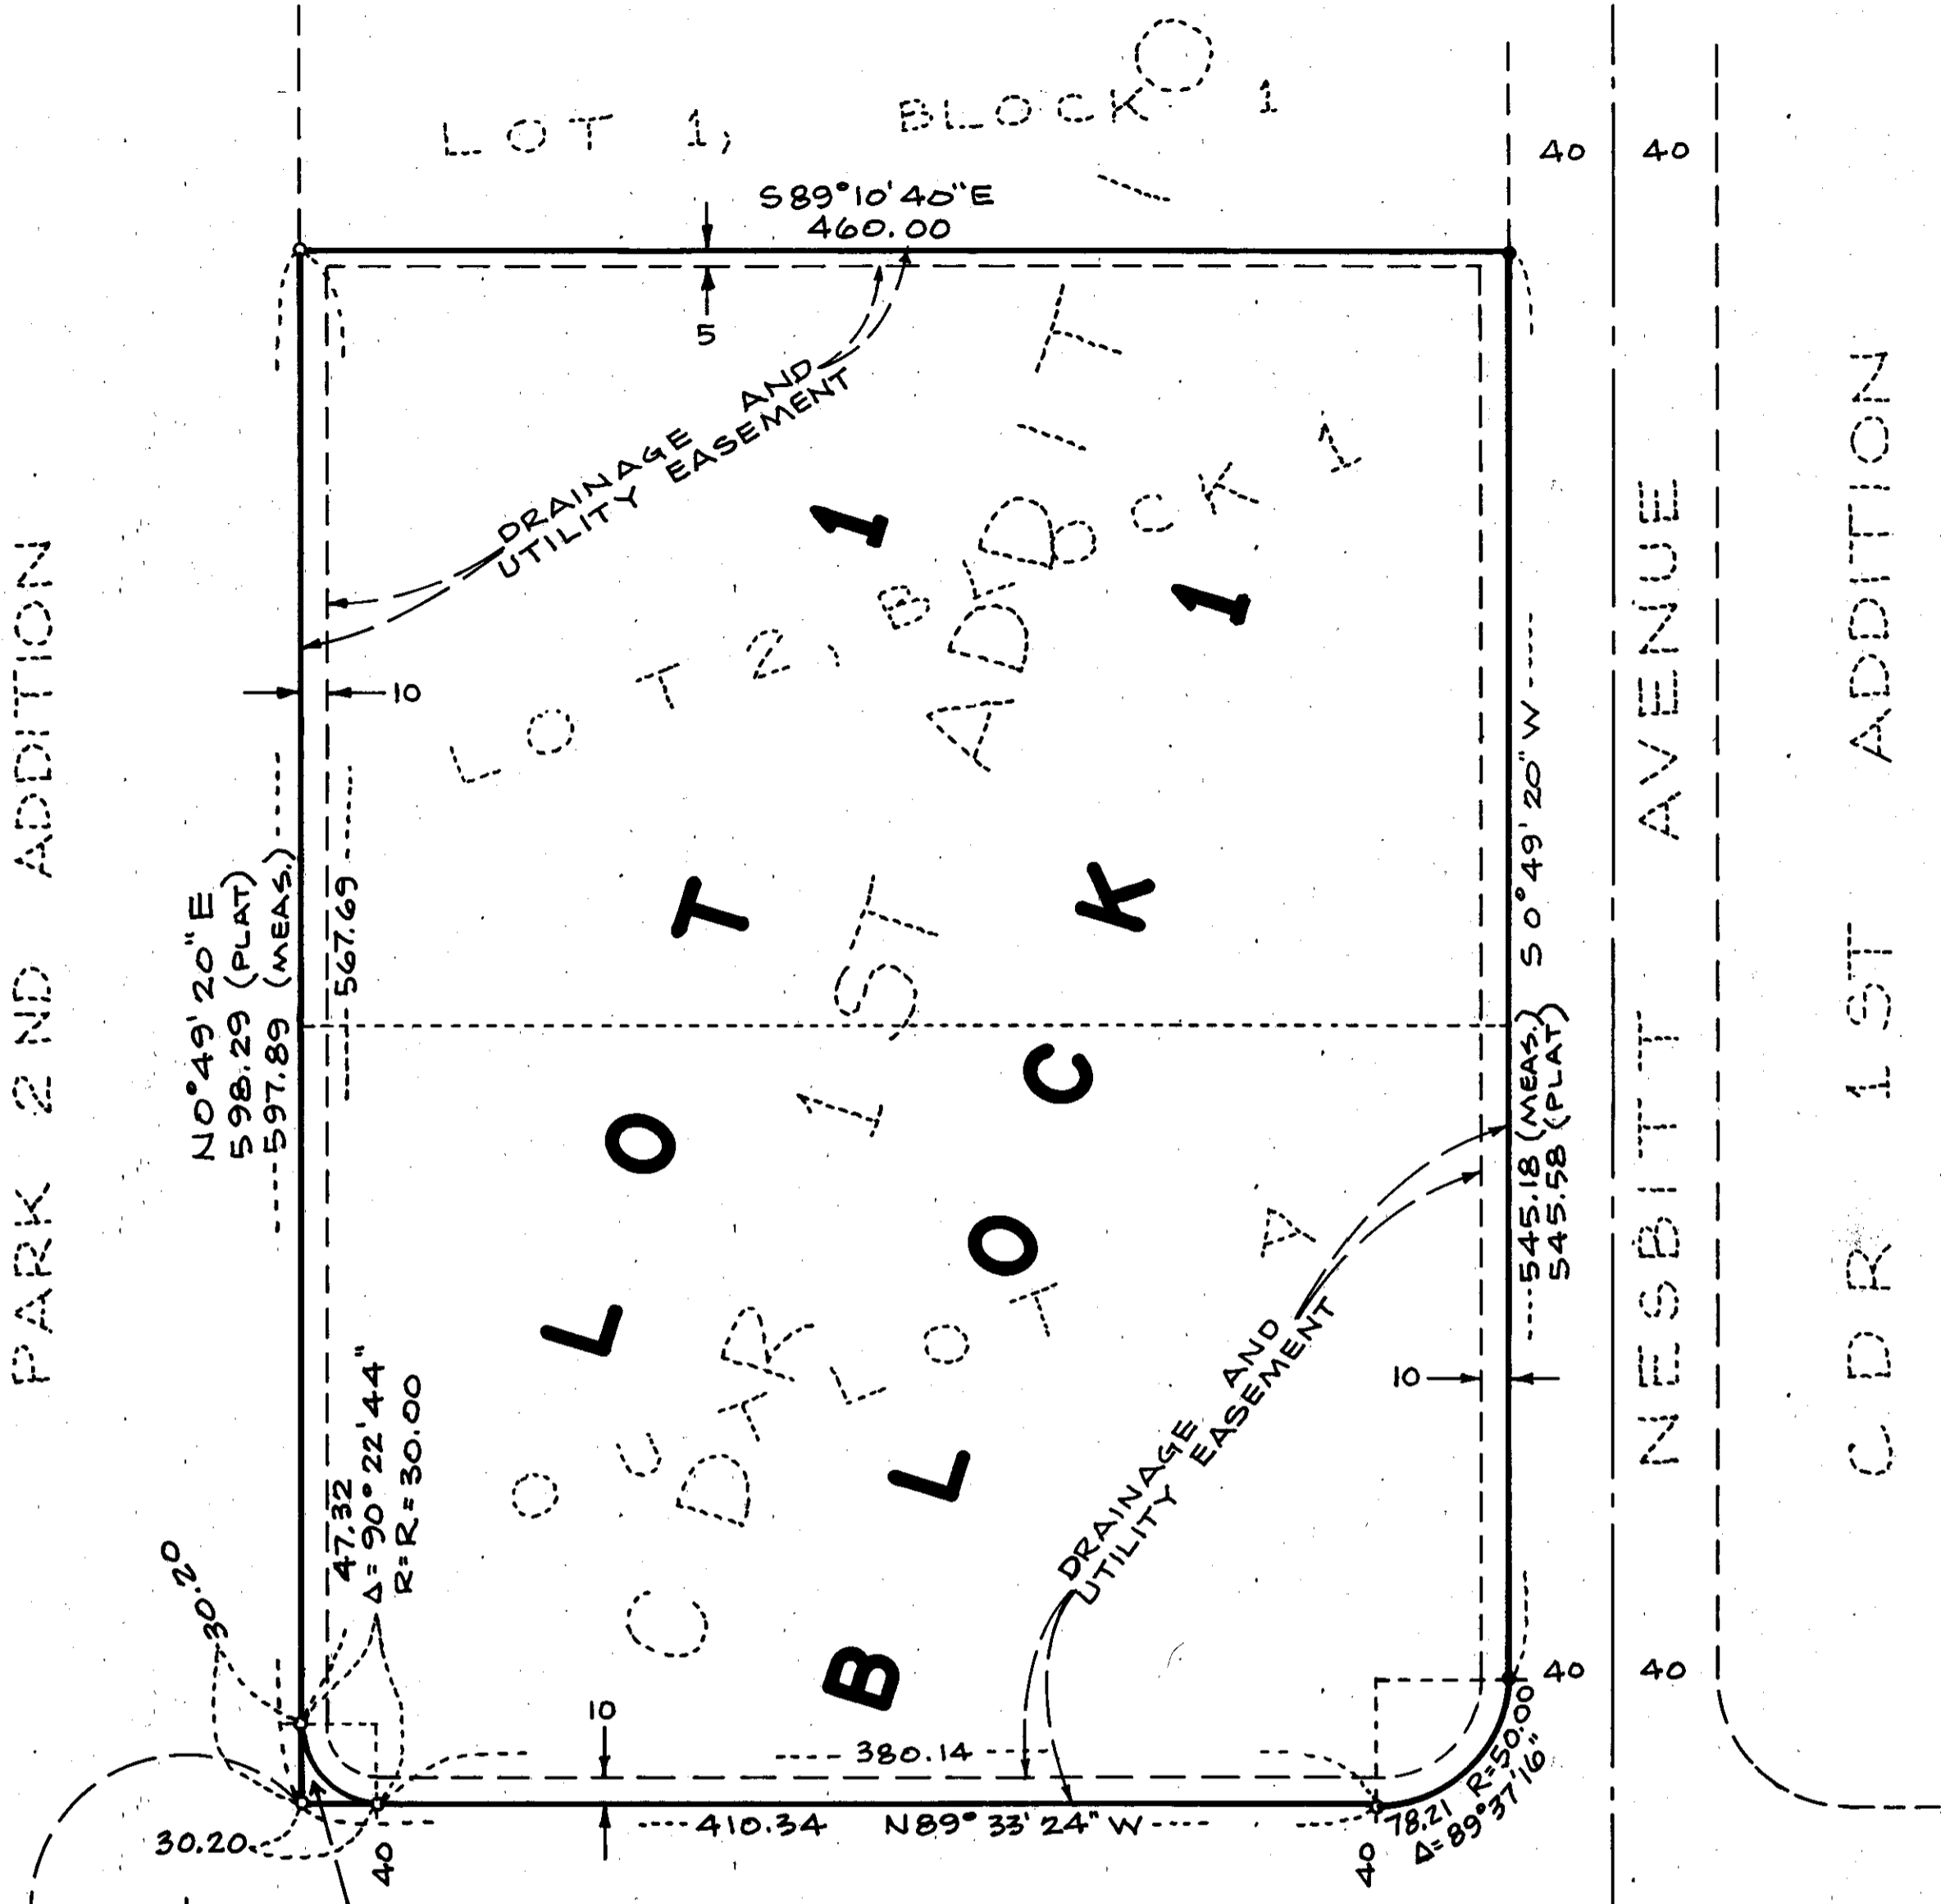 LOT 1, BLOCK 1
40 40
S89°10'40"E
460.00
5
DRAINAGE AND
UTILITY EASEMENT
10
LOT 2, BLOCK 1
LOT 1
BLOCK 1
CDR 1ST ADDITION
OUTLOT A
PARK 2ND ADDITION
N0°49'20"E
598.29 (PLAT)
597.89 (MEAS.)
567.69
545.18 (MEAS.) S0°49'20"W
545.58 (PLAT)
NESBITT AVENUE
CDR 1ST ADDITION
DRAINAGE AND
UTILITY EASEMENT
10
47.32
Δ=90°22'44"
R=R=30.00
30.20
10
380.14
40 40
30.20
40
410.34 N89°33'24"W
40
78.21 R=50.00
Δ=89°37'16"